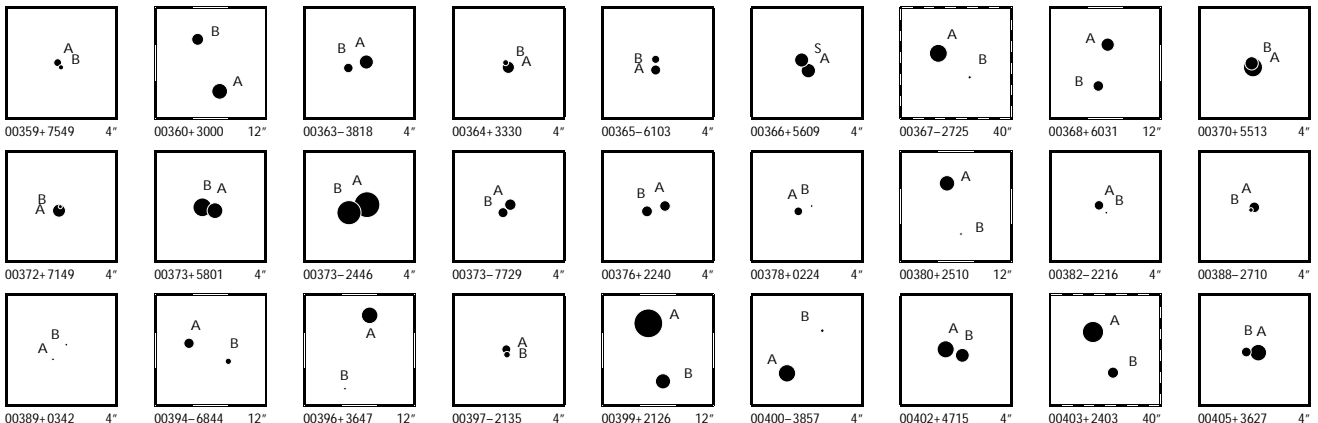 A
B
B
A
B A
B
A
B
A
S
A
A
B
A
B
B
A
00359+7549 4″ 00360+3000 12″ 00363−3818 4″ 00364+3330 4″ 00365−6103 4″ 00366+5609 4″ 00367−2725 40″ 00368+6031 12″ 00370+5513 4″
B
A
B A
B A
A
B
B A
A B
A
B
A
B
A
B
00372+7149 4″ 00373+5801 4″ 00373−2446 4″ 00373−7729 4″ 00376+2240 4″ 00378+0224 4″ 00380+2510 12″ 00382−2216 4″ 00388−2710 4″
B
A
A
B
A
B
A
B
A
B
B
A
A
B
A
B
B A
00389+0342 4″ 00394−6844 12″ 00396+3647 12″ 00397−2135 4″ 00399+2126 12″ 00400−3857 4″ 00402+4715 4″ 00403+2403 40″ 00405+3627 4″